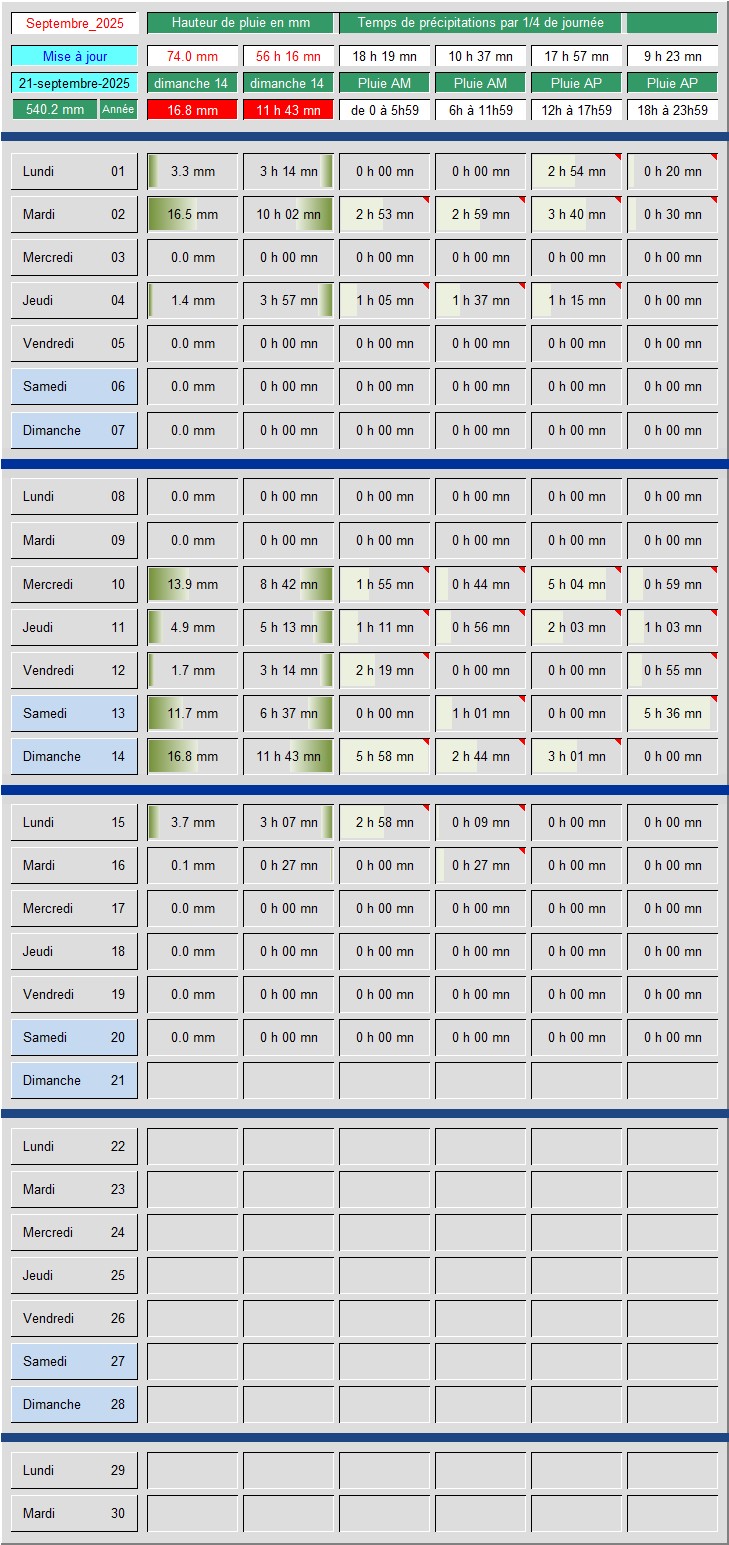 Septembre_2025 Hauteur de pluie en mm Temps de précipitations par 1/4 de journée
Mise à jour 74.0 mm 56 h 16 mn 18 h 19 mn 10 h 37 mn 17 h 57 mn 9 h 23 mn
21-septembre-2025 dimanche 14 dimanche 14 Pluie AM Pluie AM Pluie AP Pluie AP
540.2 mm Année 16.8 mm 11 h 43 mn de 0 à 5h59 6h à 11h59 12h à 17h59 18h à 23h59
Lundi 01 3.3 mm 3 h 14 mn 0 h 00 mn 0 h 00 mn 2 h 54 mn 0 h 20 mn
Mardi 02 16.5 mm 10 h 02 mn 2 h 53 mn 2 h 59 mn 3 h 40 mn 0 h 30 mn
Mercredi 03 0.0 mm 0 h 00 mn 0 h 00 mn 0 h 00 mn 0 h 00 mn 0 h 00 mn
Jeudi 04 1.4 mm 3 h 57 mn 1 h 05 mn 1 h 37 mn 1 h 15 mn 0 h 00 mn
Vendredi 05 0.0 mm 0 h 00 mn 0 h 00 mn 0 h 00 mn 0 h 00 mn 0 h 00 mn
Samedi 06 0.0 mm 0 h 00 mn 0 h 00 mn 0 h 00 mn 0 h 00 mn 0 h 00 mn
Dimanche 07 0.0 mm 0 h 00 mn 0 h 00 mn 0 h 00 mn 0 h 00 mn 0 h 00 mn
Lundi 08 0.0 mm 0 h 00 mn 0 h 00 mn 0 h 00 mn 0 h 00 mn 0 h 00 mn
Mardi 09 0.0 mm 0 h 00 mn 0 h 00 mn 0 h 00 mn 0 h 00 mn 0 h 00 mn
Mercredi 10 13.9 mm 8 h 42 mn 1 h 55 mn 0 h 44 mn 5 h 04 mn 0 h 59 mn
Jeudi 11 4.9 mm 5 h 13 mn 1 h 11 mn 0 h 56 mn 2 h 03 mn 1 h 03 mn
Vendredi 12 1.7 mm 3 h 14 mn 2 h 19 mn 0 h 00 mn 0 h 00 mn 0 h 55 mn
Samedi 13 11.7 mm 6 h 37 mn 0 h 00 mn 1 h 01 mn 0 h 00 mn 5 h 36 mn
Dimanche 14 16.8 mm 11 h 43 mn 5 h 58 mn 2 h 44 mn 3 h 01 mn 0 h 00 mn
Lundi 15 3.7 mm 3 h 07 mn 2 h 58 mn 0 h 09 mn 0 h 00 mn 0 h 00 mn
Mardi 16 0.1 mm 0 h 27 mn 0 h 00 mn 0 h 27 mn 0 h 00 mn 0 h 00 mn
Mercredi 17 0.0 mm 0 h 00 mn 0 h 00 mn 0 h 00 mn 0 h 00 mn 0 h 00 mn
Jeudi 18 0.0 mm 0 h 00 mn 0 h 00 mn 0 h 00 mn 0 h 00 mn 0 h 00 mn
Vendredi 19 0.0 mm 0 h 00 mn 0 h 00 mn 0 h 00 mn 0 h 00 mn 0 h 00 mn
Samedi 20 0.0 mm 0 h 00 mn 0 h 00 mn 0 h 00 mn 0 h 00 mn 0 h 00 mn
Dimanche 21
Lundi 22
Mardi 23
Mercredi 24
Jeudi 25
Vendredi 26
Samedi 27
Dimanche 28
Lundi 29
Mardi 30